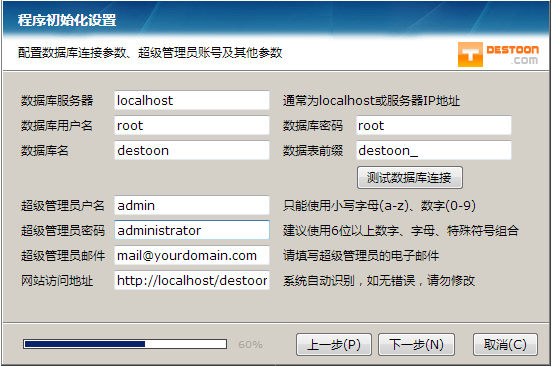 程序初始化设置
配置数据库连接参数、超级管理员账号及其他参数
DESTOON
.com
数据库服务器 localhost 通常为localhost或服务器IP地址
数据库用户名 root 数据库密码 root
数据库名 destoon 数据表前缀 destoon_
测试数据库连接
超级管理员户名 admin 只能使用小写字母(a-z)、数字(0-9)
超级管理员密码 administrator 建议使用6位以上数字、字母、特殊符号组合
超级管理员邮件 mail@yourdomain.com 请填写超级管理员的电子邮件
网站访问地址 http://localhost/destoor 系统自动识别，如无错误，请勿修改
60% 上一步(P) 下一步(N) 取消(C)